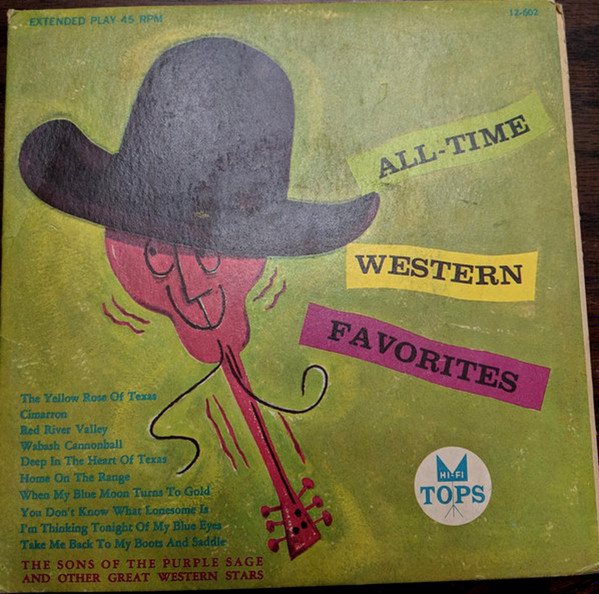 EXTENDED PLAY 45 RPM
12-502
ALL-TIME
WESTERN
FAVORITES
The Yellow Rose Of Texas
Cimarron
Red River Valley
Wabash Cannonball
Deep In The Heart Of Texas
Home On The Range
When My Blue Moon Turns To Gold
You Don't Know What Lonesome Is
I'm Thinking Tonight Of My Blue Eyes
Take Me Back To My Boots And Saddle
THE SONS OF THE PURPLE SAGE
AND OTHER GREAT WESTERN STARS
HI-FI
TOPS